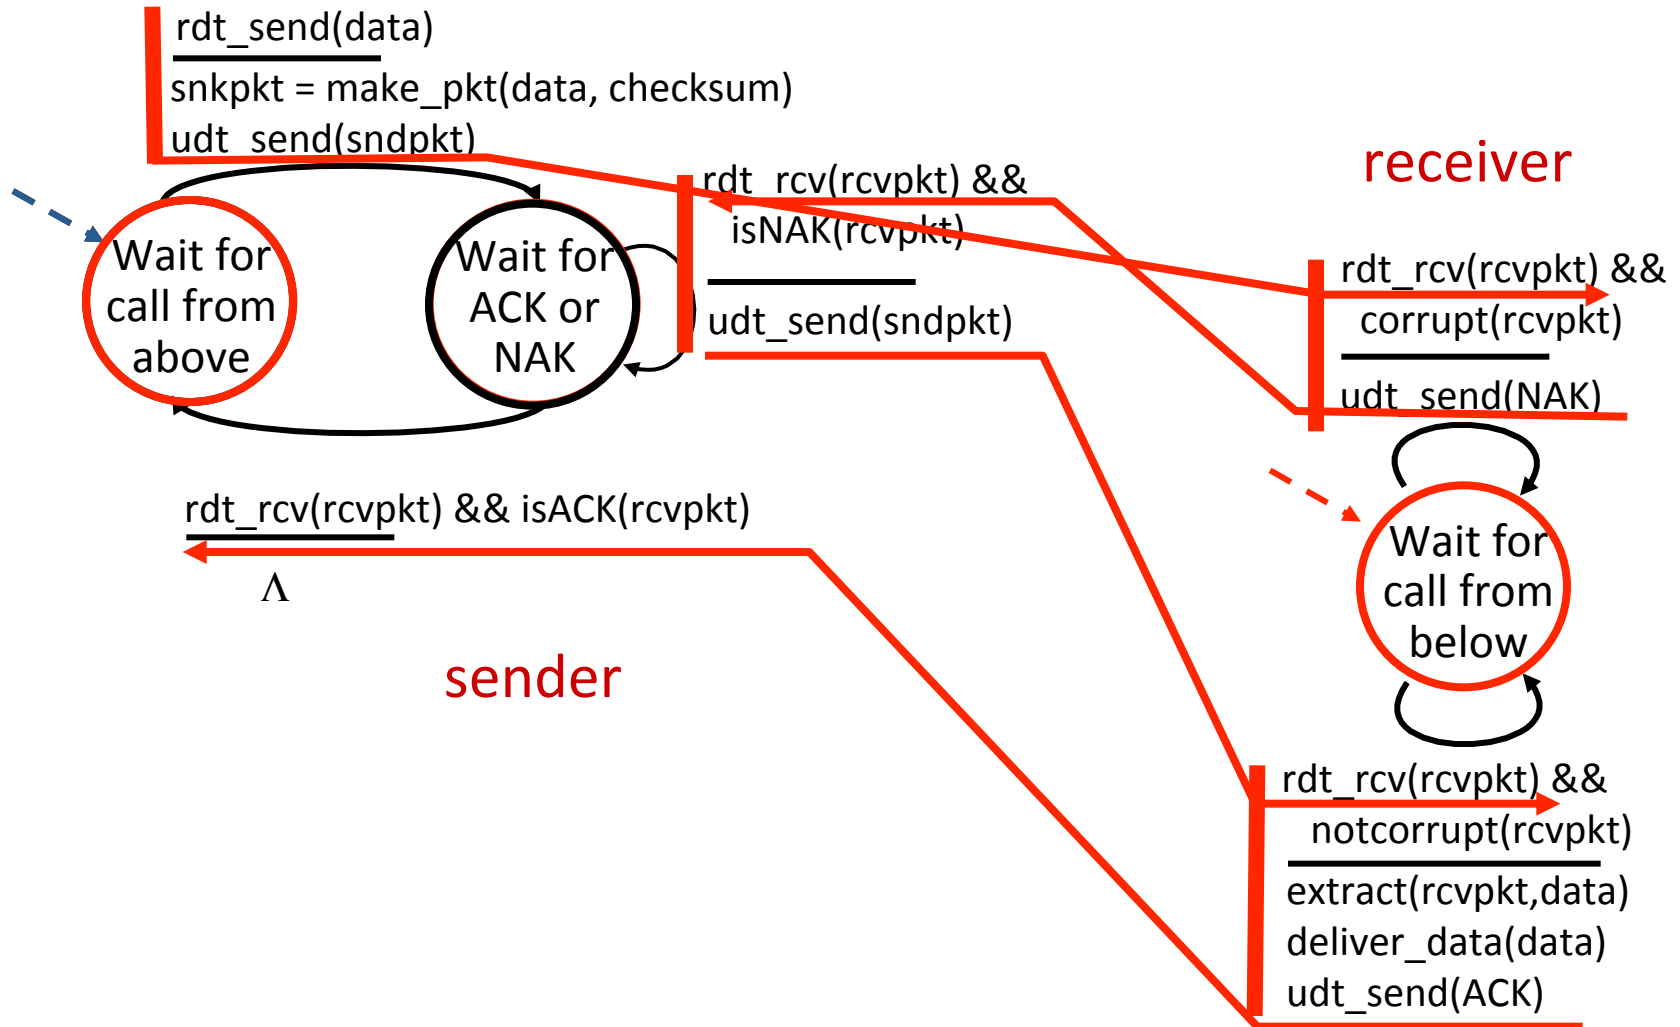 rdt_send(data)
snkpkt = make_pkt(data, checksum)
udt_send(sndpkt)
receiver
rdt_rcv(rcvpkt) &&
isNAK(rcvpkt)
udt_send(sndpkt)
Wait for
call from
above
Wait for
ACK or
NAK
rdt_rcv(rcvpkt) &&
corrupt(rcvpkt)
udt_send(NAK)
rdt_rcv(rcvpkt) && isACK(rcvpkt)
Λ
sender
Wait for
call from
below
rdt_rcv(rcvpkt) &&
notcorrupt(rcvpkt)
extract(rcvpkt,data)
deliver_data(data)
udt_send(ACK)